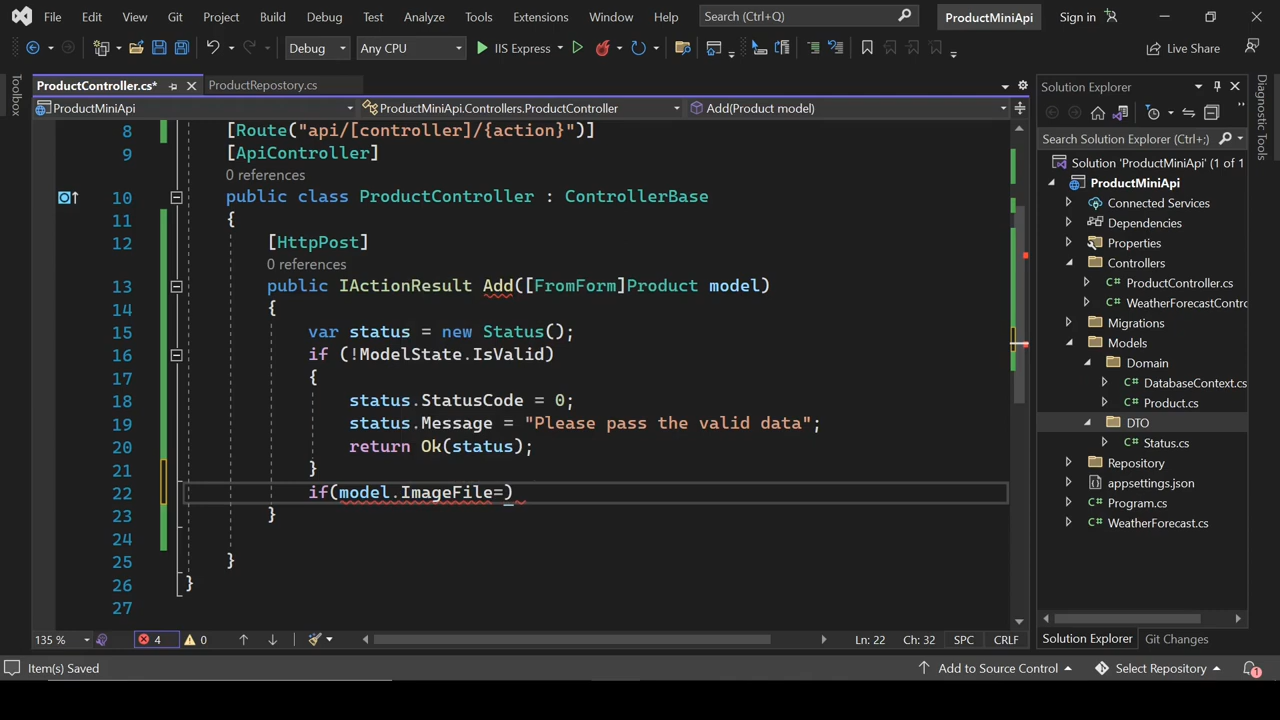 File Edit View Git Project Build Debug Test Analyze Tools Extensions Window Help Search (Ctrl+Q) ProductMiniApi Sign in
Debug Any CPU IIS Express Live Share
ProductController.cs* ProductRepostory.cs
ProductMiniApi ProductMiniApi.Controllers.ProductController Add(Product model)
Toolbox
8 [Route("api/[controller]/{action}")]
9 [ApiController]
0 references
10 public class ProductController : ControllerBase
11 {
12 [HttpPost]
0 references
13 public IActionResult Add([FromForm]Product model)
14 {
15 var status = new Status();
16 if (!ModelState.IsValid)
17 {
18 status.StatusCode = 0;
19 status.Message = "Please pass the valid data";
20 return Ok(status);
21 }
22 if(model.ImageFile=)
23 }
24
25 }
26 }
27
135 % 4 0 Ln: 22 Ch: 32 SPC CRLF
Solution Explorer
Search Solution Explorer (Ctrl+;)
Solution 'ProductMiniApi' (1 of 1
ProductMiniApi
Connected Services
Dependencies
Properties
Controllers
ProductController.cs
WeatherForecastContro
Migrations
Models
Domain
DatabaseContext.cs
Product.cs
DTO
Status.cs
Repository
appsettings.json
Program.cs
WeatherForecast.cs
Solution Explorer Git Changes
Diagnostic Tools
Item(s) Saved Add to Source Control Select Repository 1